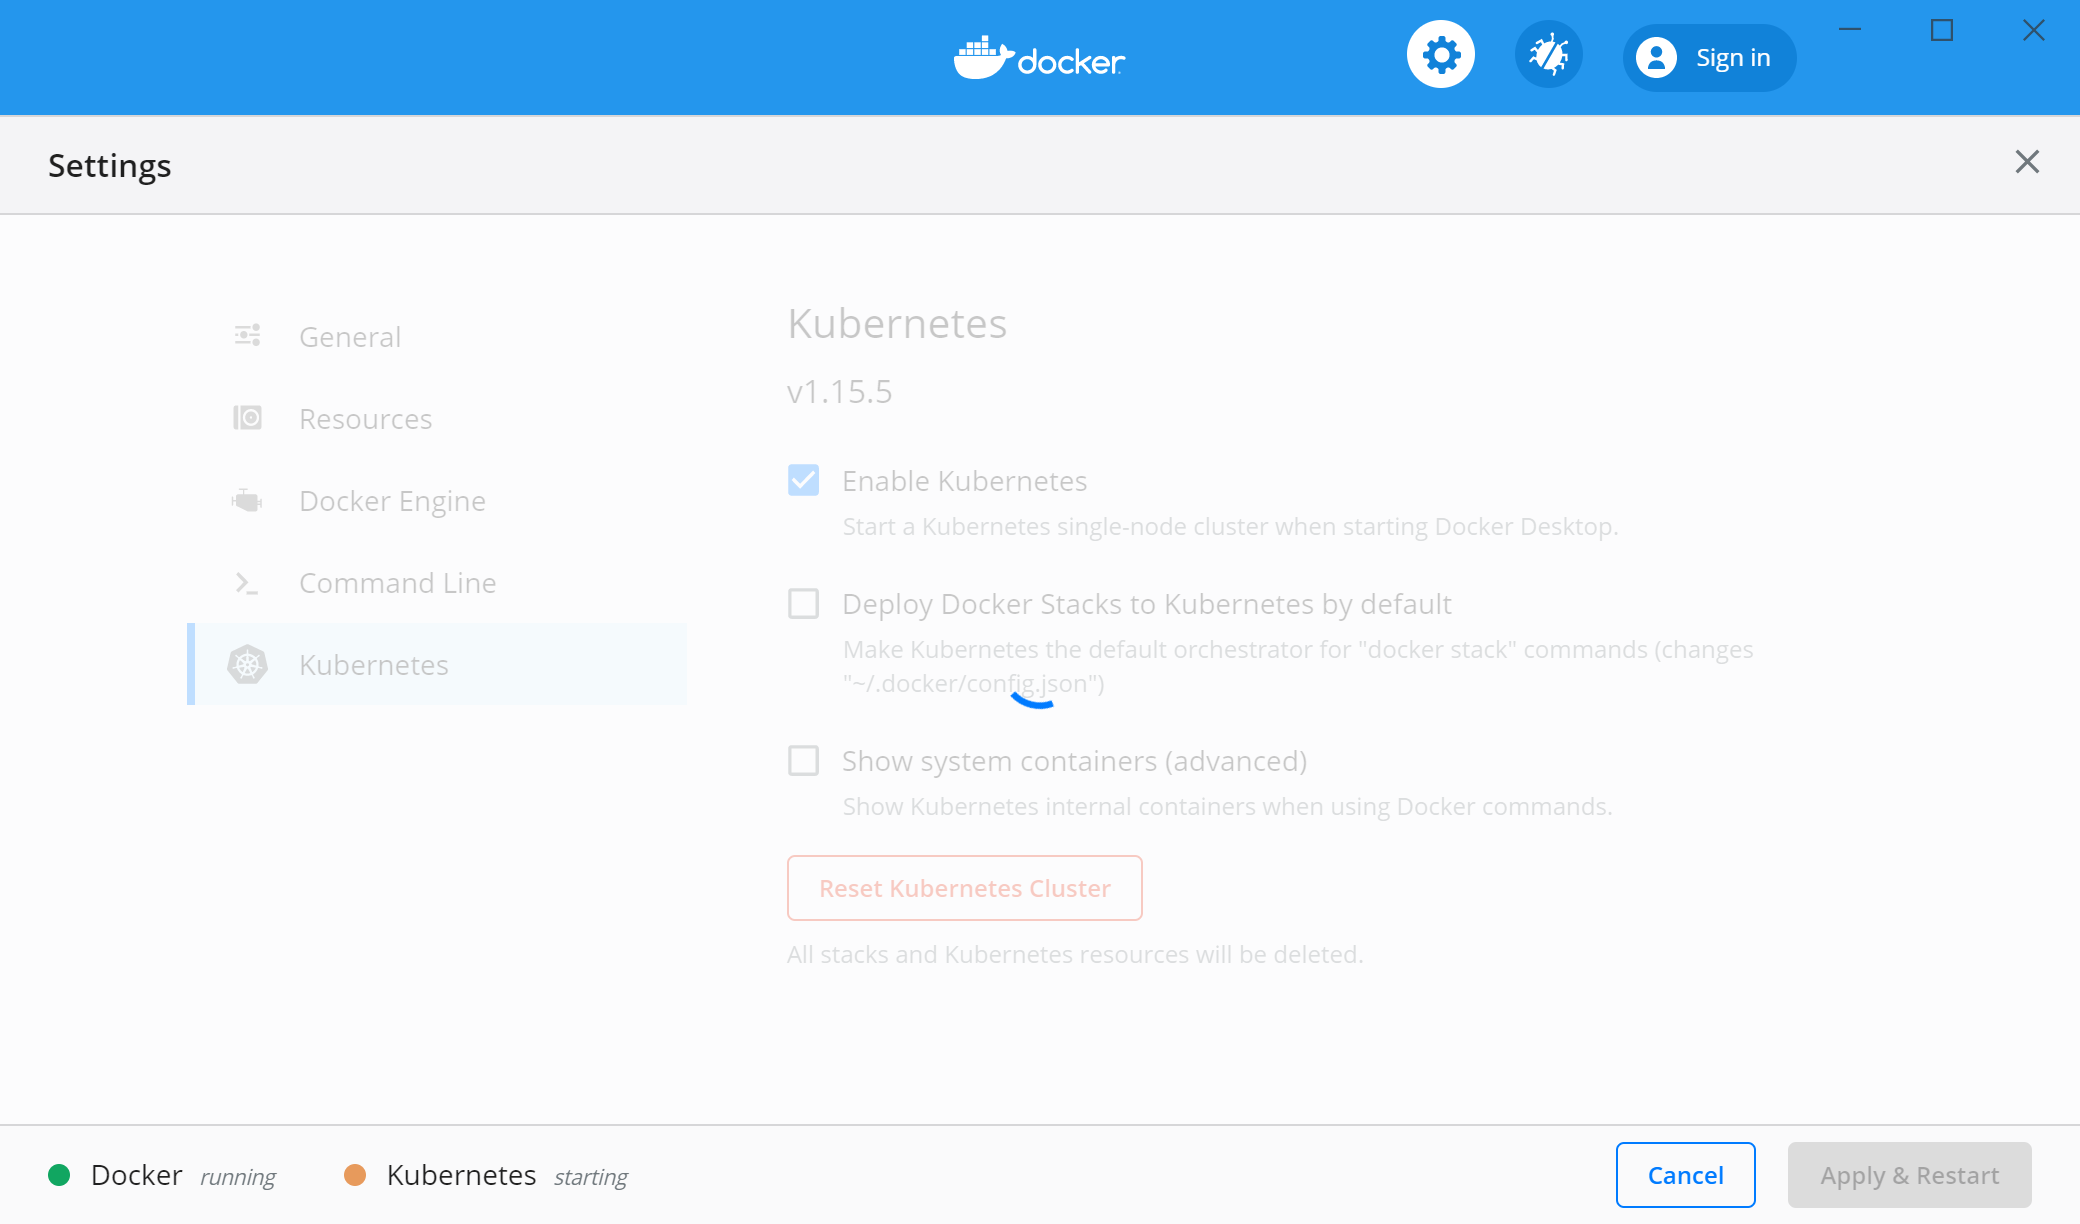 docker
Sign in
Settings
General
Resources
Docker Engine
Command Line
Kubernetes
Kubernetes
v1.15.5
Enable Kubernetes
Start a Kubernetes single-node cluster when starting Docker Desktop.
Deploy Docker Stacks to Kubernetes by default
Make Kubernetes the default orchestrator for "docker stack" commands (changes
"~/.docker/config.json")
Show system containers (advanced)
Show Kubernetes internal containers when using Docker commands.
Reset Kubernetes Cluster
All stacks and Kubernetes resources will be deleted.
Docker running
Kubernetes starting
Cancel
Apply & Restart